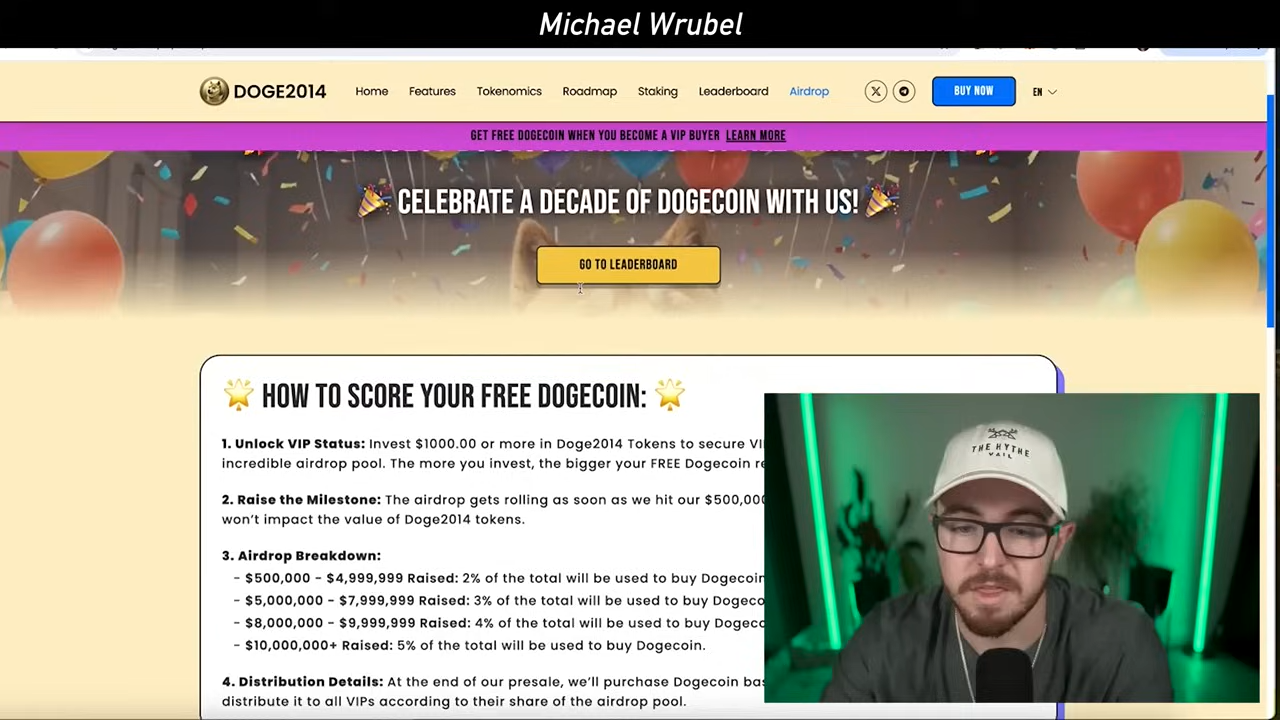 Michael Wrubel
DOGE2014
Home
Features
Tokenomics
Roadmap
Staking
Leaderboard
Airdrop
BUY NOW
EN
GET FREE DOGECOIN WHEN YOU BECOME A VIP BUYER LEARN MORE
CELEBRATE A DECADE OF DOGECOIN WITH US!
GO TO LEADERBOARD
HOW TO SCORE YOUR FREE DOGECOIN:
1. Unlock VIP Status: Invest $1000.00 or more in Doge2014 Tokens to secure
incredible airdrop pool. The more you invest, the bigger your FREE Dogecoin
2. Raise the Milestone: The airdrop gets rolling as soon as we hit our $500,000
won't impact the value of Doge2014 tokens.
3. Airdrop Breakdown:
- $500,000 - $4,999,999 Raised: 2% of the total will be used to buy Dogecoin
- $5,000,000 - $7,999,999 Raised: 3% of the total will be used to buy Dogeco
- $8,000,000 - $9,999,999 Raised: 4% of the total will be used to buy Dogec
- $10,000,000+ Raised: 5% of the total will be used to buy Dogecoin.
4. Distribution Details: At the end of our presale, we'll purchase Dogecoin bas
distribute it to all VIPs according to their share of the airdrop pool.
THE HYTHE
VAIL